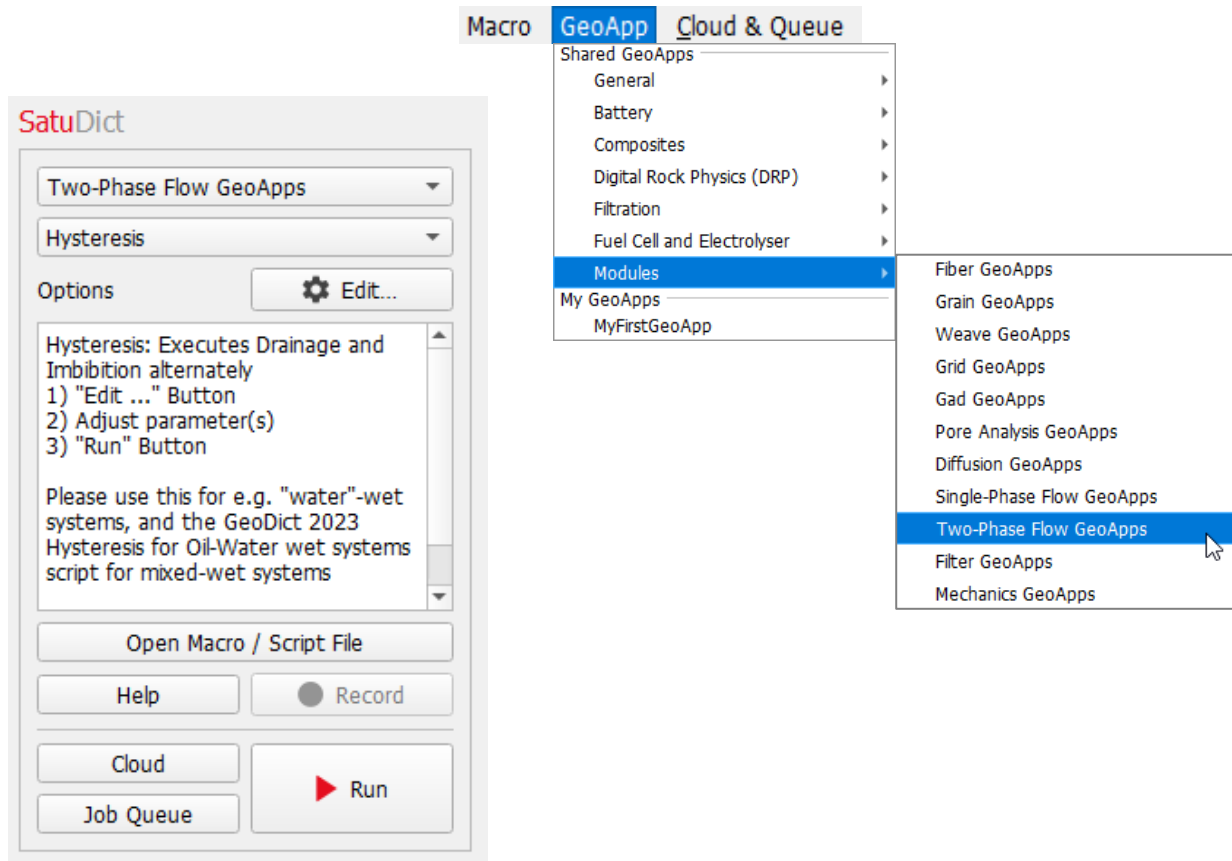 Macro GeoApp Cloud & Queue
Shared GeoApps
General
Battery
Composites
Digital Rock Physics (DRP)
Filtration
Fuel Cell and Electrolyser
Modules
My GeoApps
MyFirstGeoApp
Fiber GeoApps
Grain GeoApps
Weave GeoApps
Grid GeoApps
Gad GeoApps
Pore Analysis GeoApps
Diffusion GeoApps
Single-Phase Flow GeoApps
Two-Phase Flow GeoApps
Filter GeoApps
Mechanics GeoApps
SatuDict
Two-Phase Flow GeoApps
Hysteresis
Options Edit...
Hysteresis: Executes Drainage and
Imbibition alternately
1) "Edit ..." Button
2) Adjust parameter(s)
3) "Run" Button
Please use this for e.g. "water"-wet
systems, and the GeoDict 2023
Hysteresis for Oil-Water wet systems
script for mixed-wet systems
Open Macro / Script File
Help Record
Cloud
Run
Job Queue